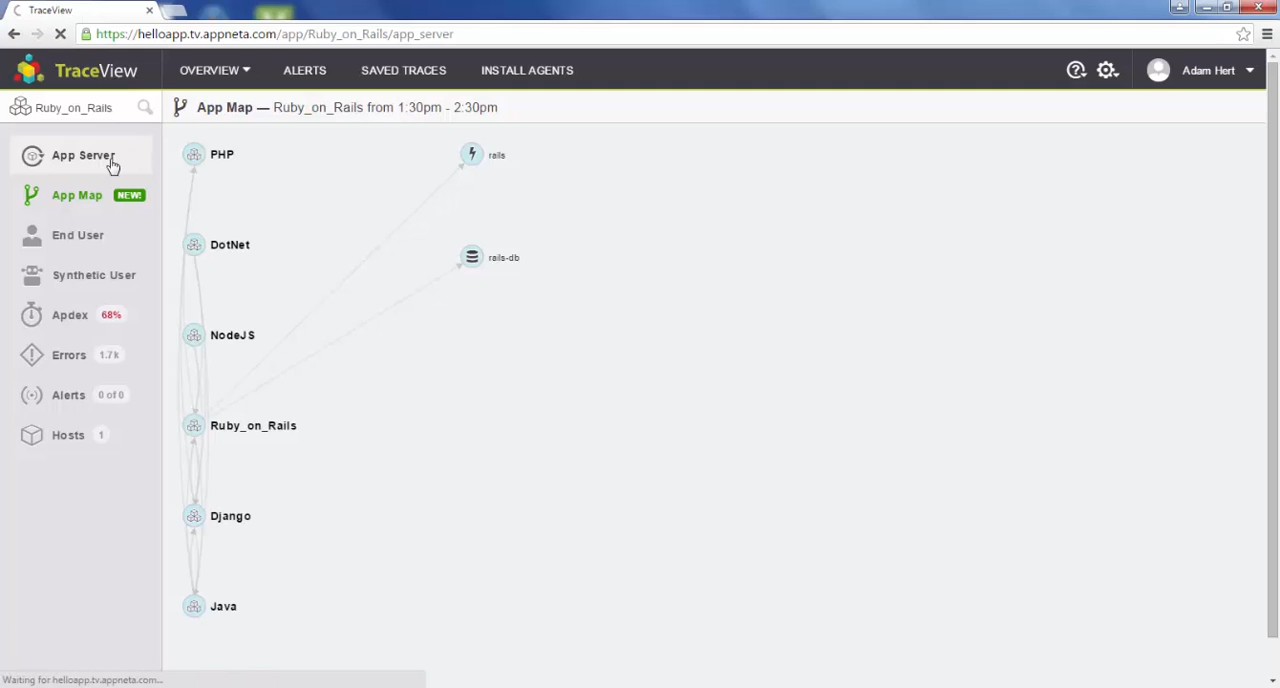 TraceView
https://helloapp.tv.appneta.com/app/Ruby_on_Rails/app_server
TraceView OVERVIEW ALERTS SAVED TRACES INSTALL AGENTS Adam Hert
Ruby_on_Rails App Map — Ruby_on_Rails from 1:30pm - 2:30pm
App Server
App Map NEW!
End User
Synthetic User
Apdex 68%
Errors 1.7k
Alerts 0 of 0
Hosts 1
PHP
rails
DotNet
rails-db
NodeJS
Ruby_on_Rails
Django
Java
Waiting for helloapp.tv.appneta.com...